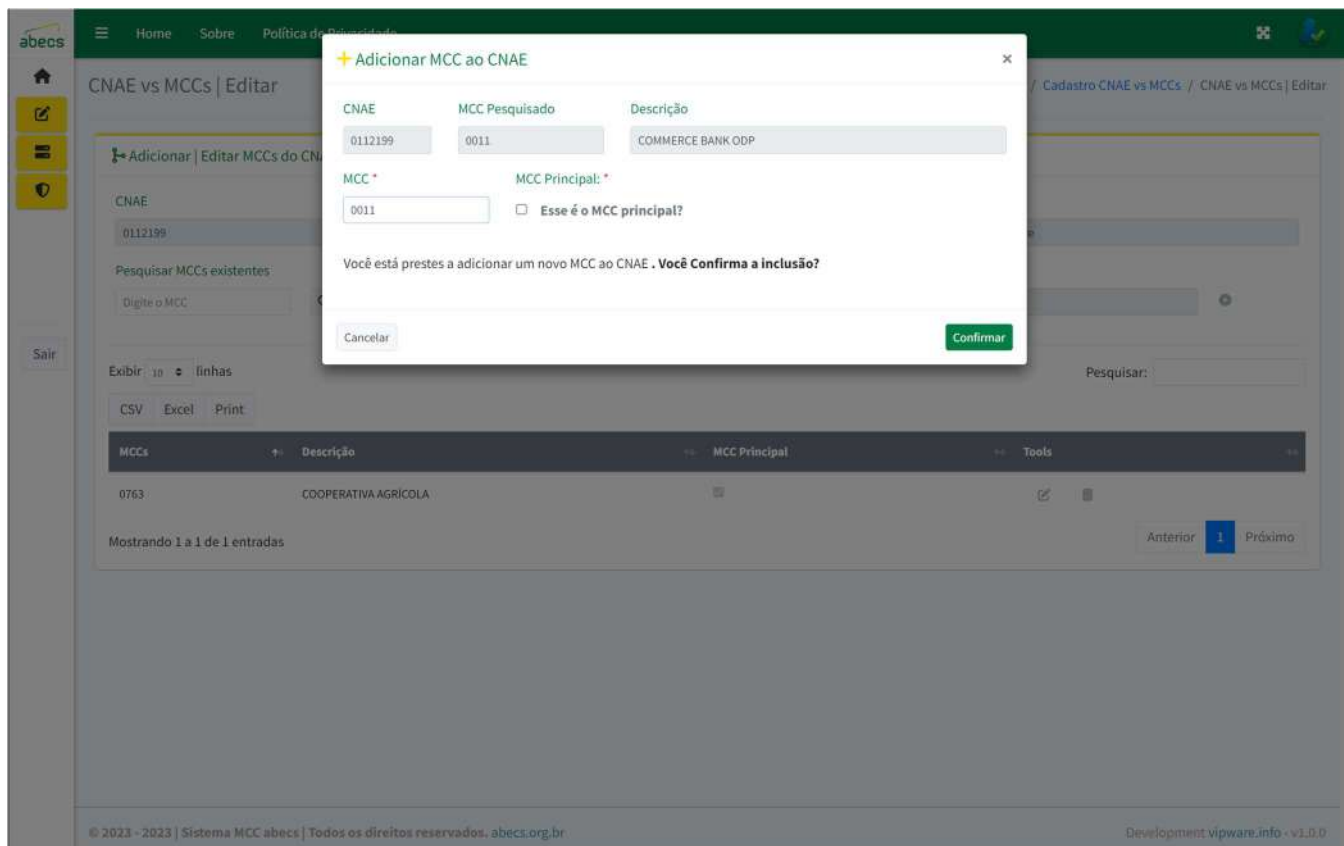 abecs
Home Sobre Política de Privacidade
CNAE vs MCCs | Editar
/ Cadastro CNAE vs MCCs / CNAE vs MCCs | Editar
Adicionar MCC ao CNAE ×
CNAE MCC Pesquisado Descrição
0112199 0011 COMMERCE BANK ODP
MCC * MCC Principal: *
0011 Esse é o MCC principal?
Você está prestes a adicionar um novo MCC ao CNAE . Você Confirma a inclusão?
Cancelar Confirmar
Adicionar | Editar MCCs do
CNAE
0112199
Pesquisar MCCs existentes
Digite o MCC
Sair
Exibir 10 linhas Pesquisar:
CSV Excel Print
MCCs Descrição MCC Principal Tools
0763 COOPERATIVA AGRÍCOLA
Mostrando 1 a 1 de 1 entradas
Anterior 1 Próximo
© 2023 - 2023 | Sistema MCC abecs | Todos os direitos reservados. abecs.org.br
Development vipware.info - v1.0.0